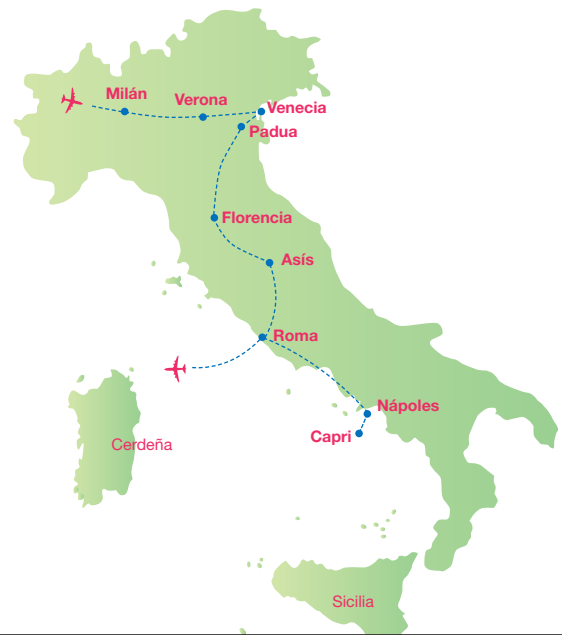 Milán
Verona
Venecia
Padua
Florencia
Asís
Roma
Nápoles
Capri
Cerdeña
Sicilia